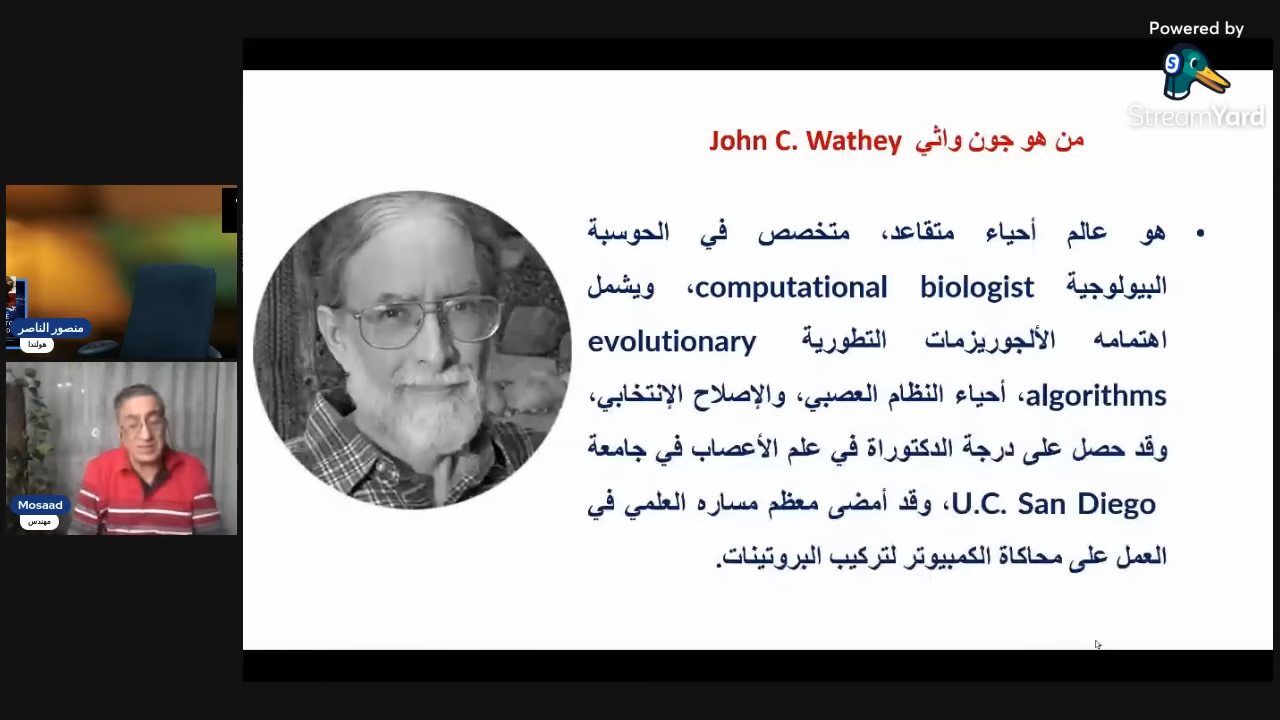 Powered by
StreamYard
من هو جون واثي John C. Wathey
• هو عالم أحياء متقاعد، متخصص في الحوسبة
البيولوجية computational biologist، ويشمل
اهتمامه الألجوريزمات التطورية evolutionary
algorithms، أحياء النظام العصبي، والإصلاح الإنتخابي،
وقد حصل على درجة الدكتوراة في علم الأعصاب في جامعة
U.C. San Diego، وقد أمضى معظم مساره العلمي في
العمل على محاكاة الكمبيوتر لتركيب البروتينات.
منصور الناصر
هولندا
Mosaad
مهندس